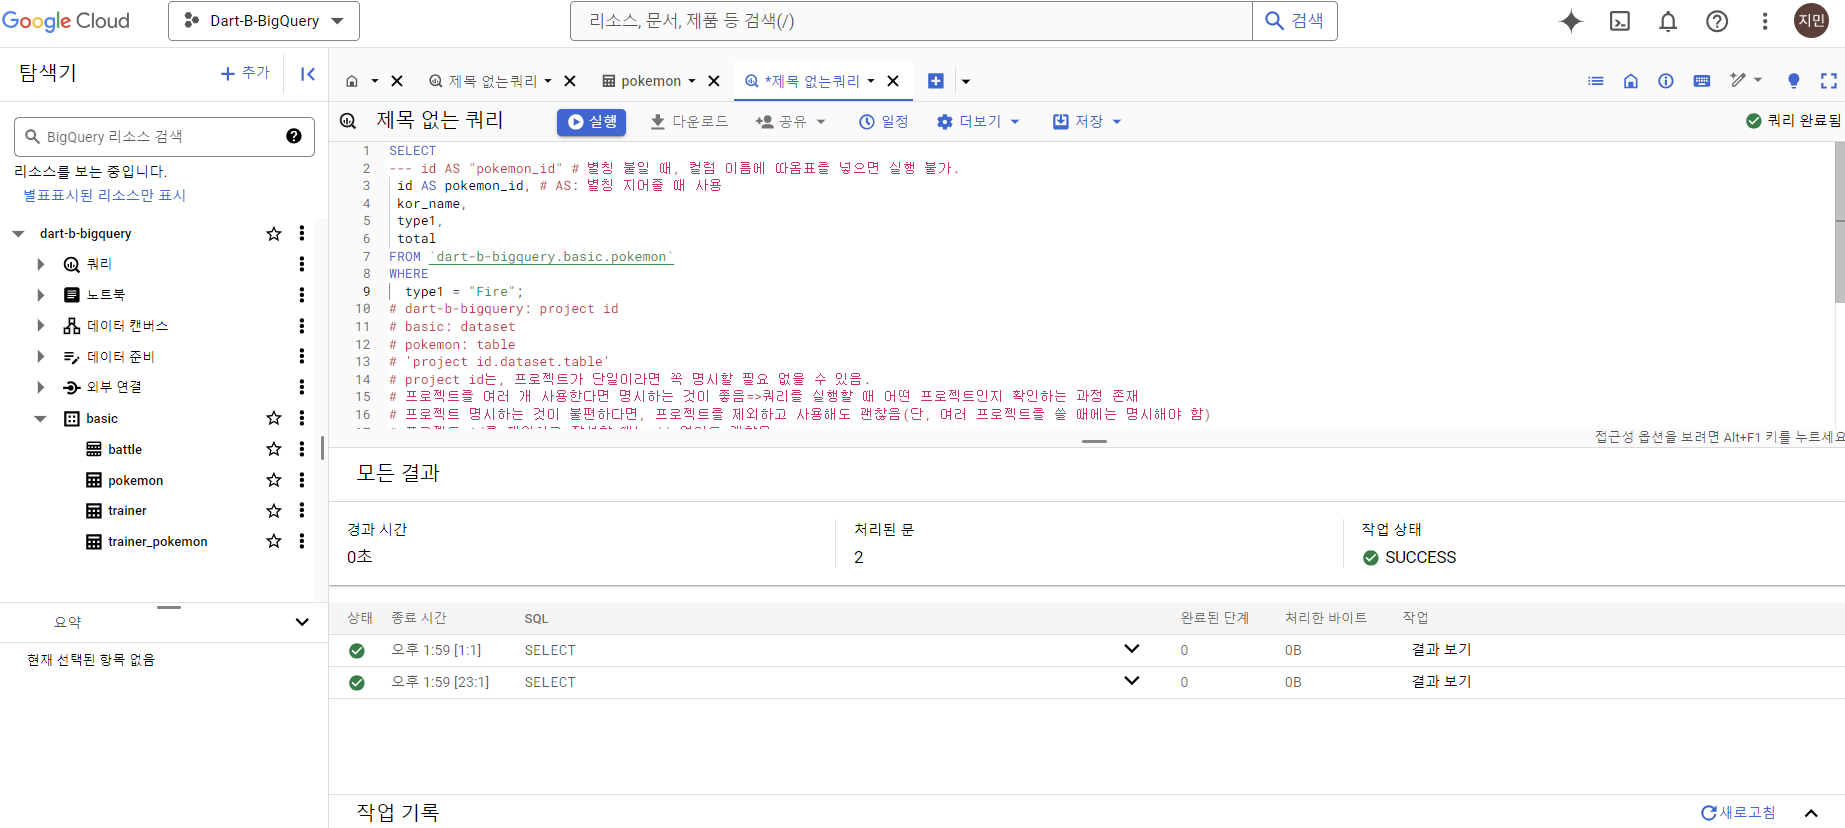 Google Cloud
Dart-B-BigQuery
리소스, 문서, 제품 등 검색(/)
검색
지민
탐색기
추가
제목 없는쿼리
pokemon
*제목 없는쿼리
BigQuery 리소스 검색
제목 없는 쿼리
실행
다운로드
공유
일정
더보기
저장
쿼리 완료됨
리소스를 보는 중입니다.
별표표시된 리소스만 표시
dart-b-bigquery
쿼리
노트북
데이터 캔버스
데이터 준비
외부 연결
basic
battle
pokemon
trainer
trainer_pokemon
요약
현재 선택된 항목 없음
1 SELECT
2 --- id AS "pokemon_id" # 별칭 붙일 때, 컬럼 이름에 따옴표를 넣으면 실행 불가.
3 id AS pokemon_id, # AS: 별칭 지어줄 때 사용
4 kor_name,
5 type1,
6 total
7 FROM `dart-b-bigquery.basic.pokemon`
8 WHERE
9 type1 = "Fire";
10 # dart-b-bigquery: project id
11 # basic: dataset
12 # pokemon: table
13 # 'project id.dataset.table'
14 # project id는, 프로젝트가 단일이라면 꼭 명시할 필요 없을 수 있음.
15 # 프로젝트를 여러 개 사용한다면 명시하는 것이 좋음=>쿼리를 실행할 때 어떤 프로젝트인지 확인하는 과정 존재
16 # 프로젝트 명시하는 것이 불편하다면, 프로젝트를 제외하고 사용해도 괜찮음(단, 여러 프로젝트를 쓸 때에는 명시해야 함)
접근성 옵션을 보려면 Alt+F1 키를 누르세요
모든 결과
경과 시간
0초
처리된 문
2
작업 상태
SUCCESS
상태 종료 시간 SQL 완료된 단계 처리한 바이트 작업
오후 1:59 [1:1] SELECT 0 0B 결과 보기
오후 1:59 [23:1] SELECT 0 0B 결과 보기
작업 기록
새로고침